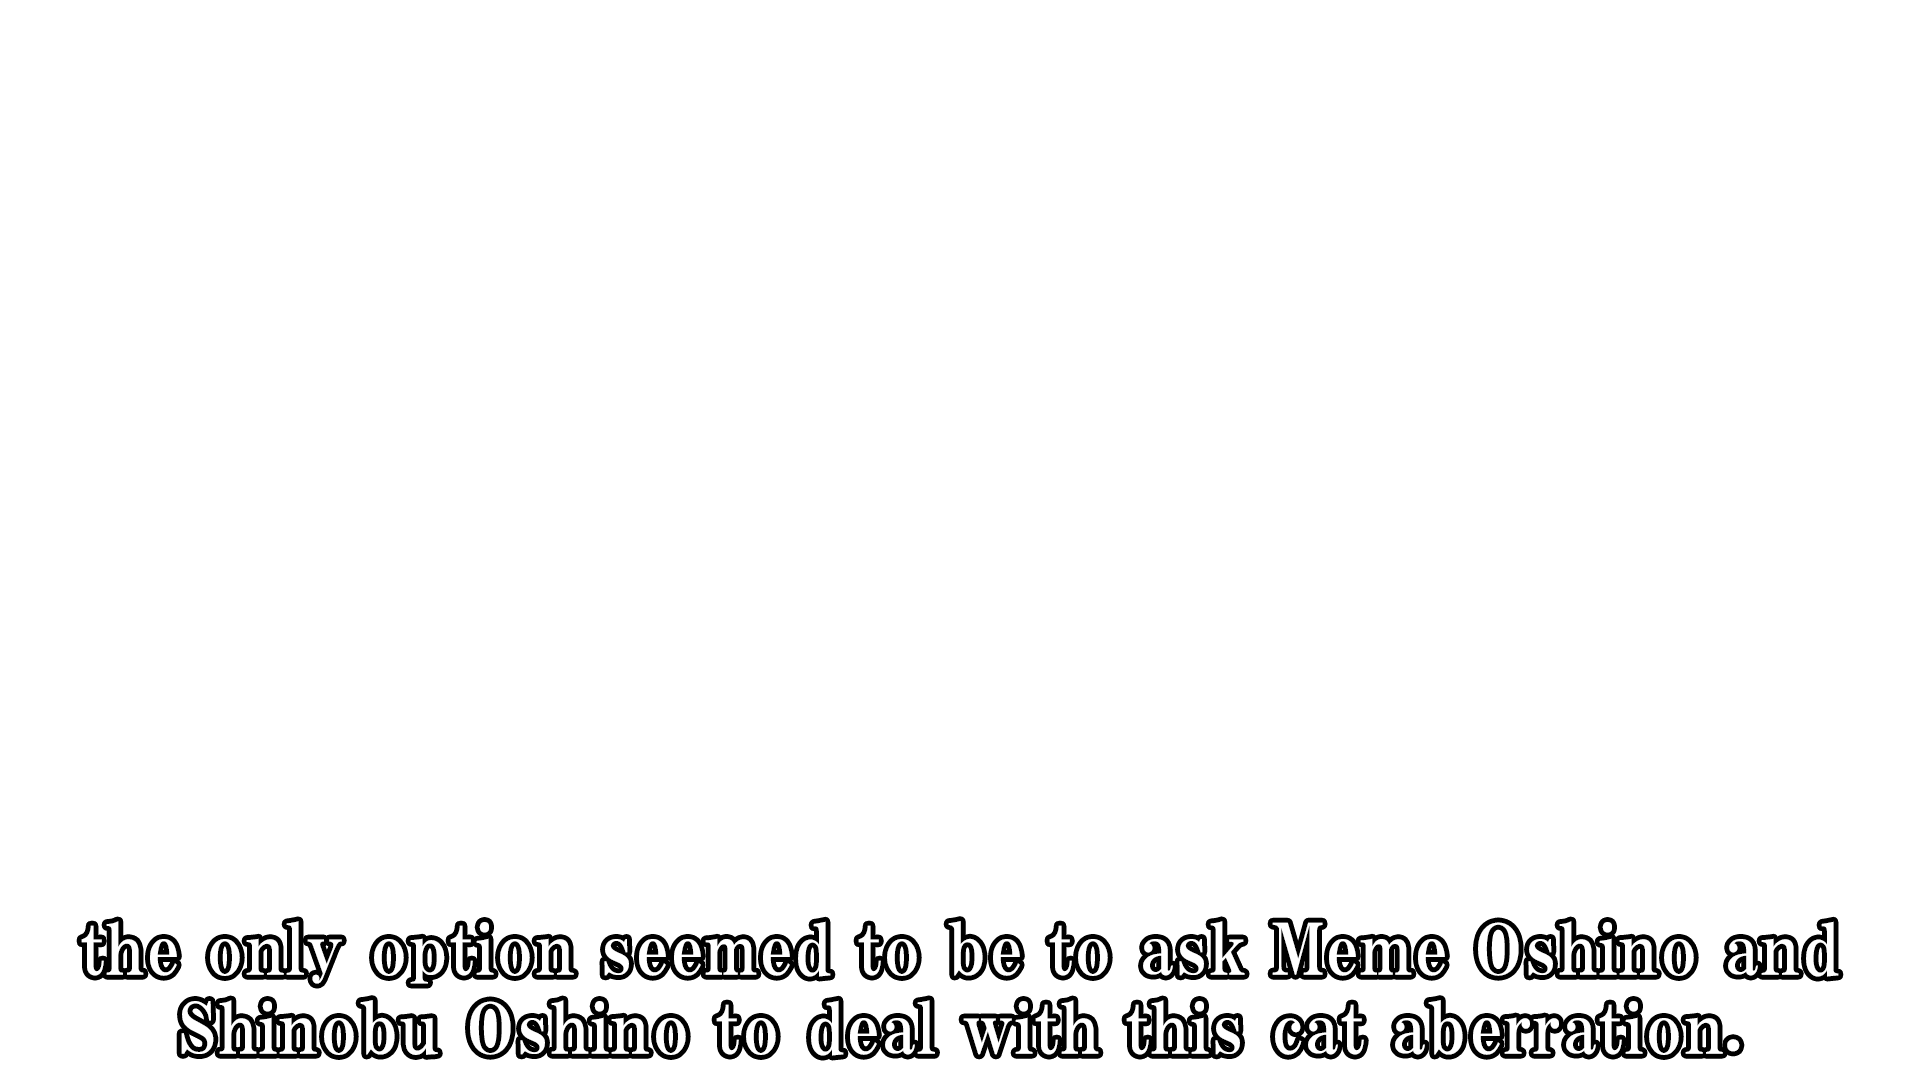 the only option seemed to be to ask Meme Oshino and
Shinobu Oshino to deal with this cat aberration.